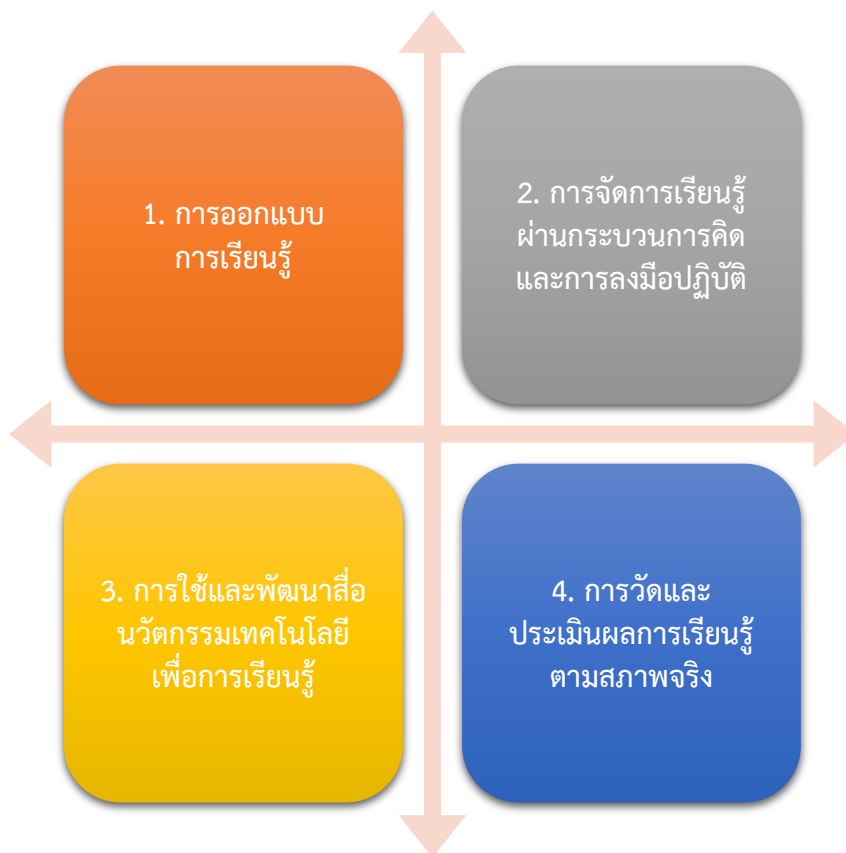 1. การออกแบบ
การเรียนรู้
2. การจัดการเรียนรู้
ผ่านกระบวนการคิด
และการลงมือปฏิบัติ
3. การใช้และพัฒนาสื่อ
นวัตกรรมเทคโนโลยี
เพื่อการเรียนรู้
4. การวัดและ
ประเมินผลการเรียนรู้
ตามสภาพจริง